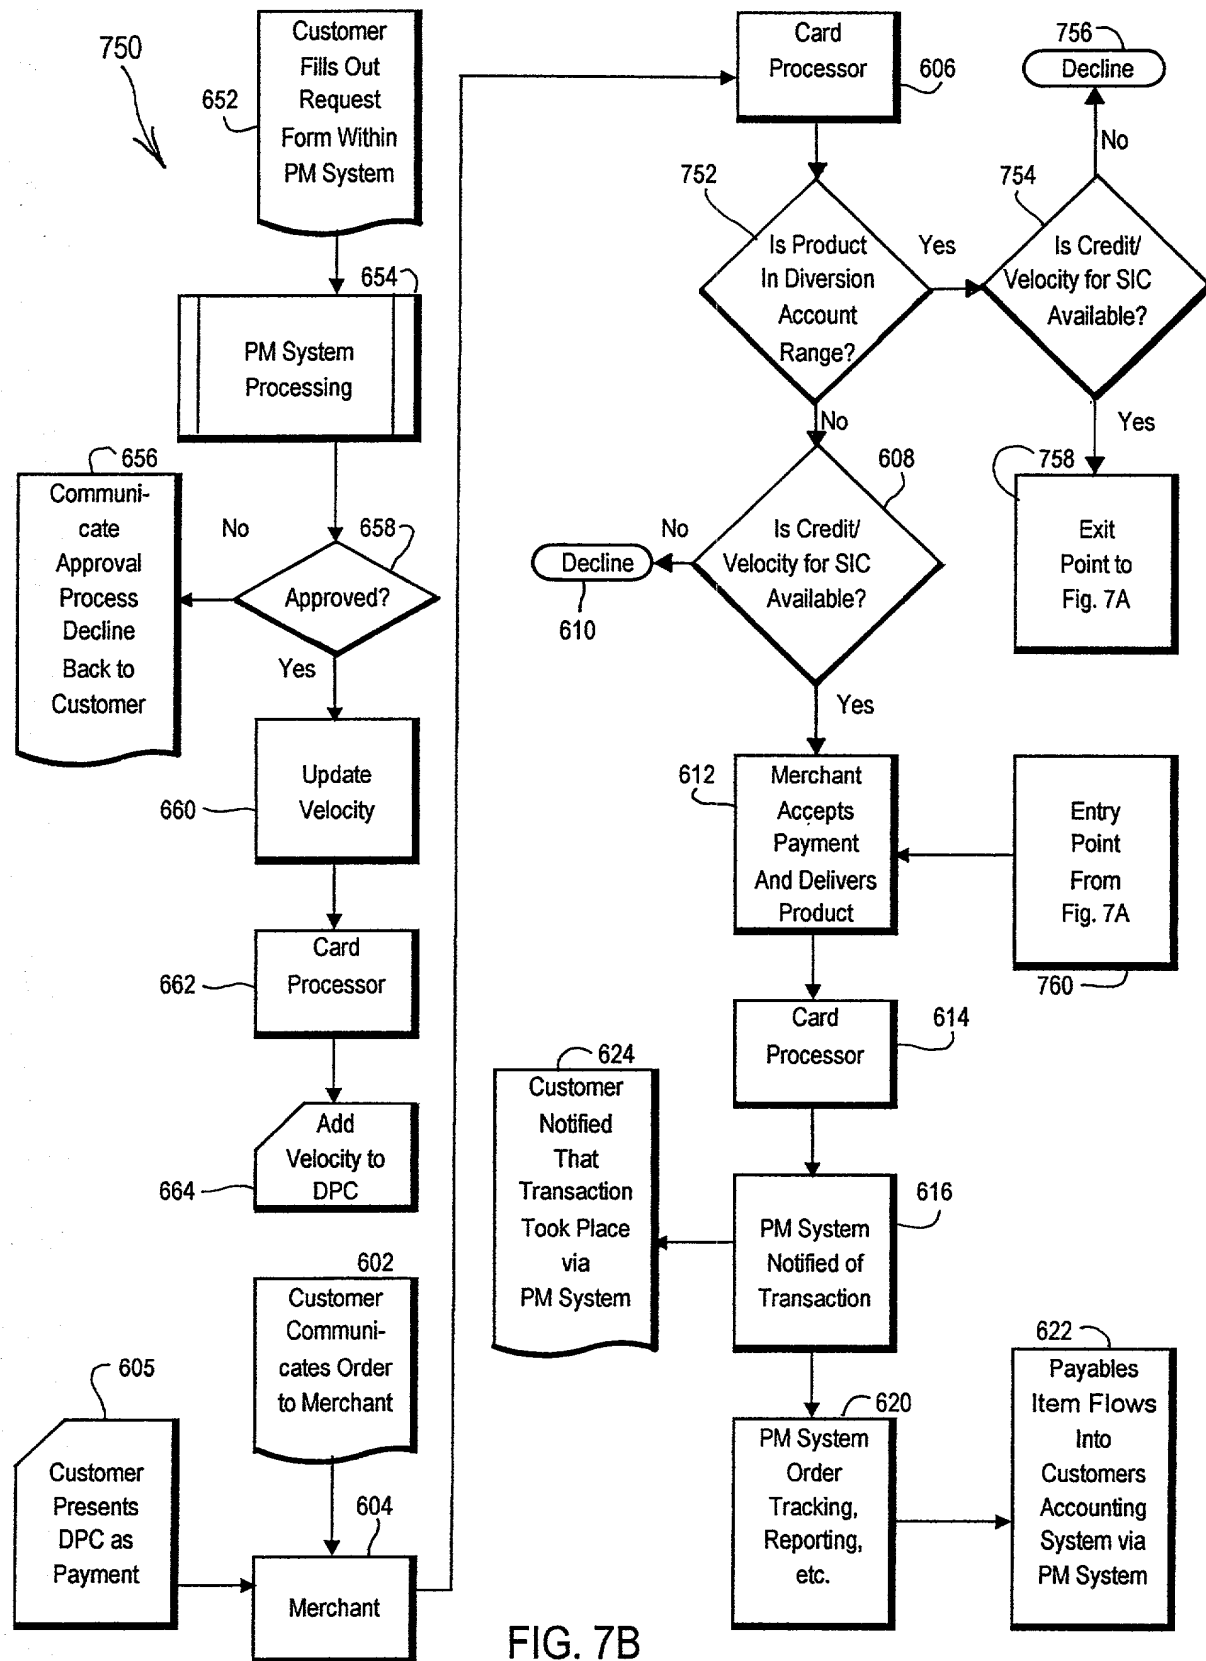 750
652
Customer
Fills Out
Request
Form Within
PM System
654
PM System
Processing
656
Communi-
cate
Approval
Process
Decline
Back to
Customer
No
658
Approved?
Yes
660
Update
Velocity
662
Card
Processor
664
Add
Velocity to
DPC
602
Customer
Communi-
cates Order
to Merchant
605
Customer
Presents
DPC as
Payment
604
Merchant
Card
Processor
606
756
Decline
No
752
Is Product
In Diversion
Account
Range?
Yes
754
Is Credit/
Velocity for SIC
Available?
No
Yes
608
Is Credit/
Velocity for SIC
Available?
No
Decline
610
758
Exit
Point to
Fig. 7A
Yes
612
Merchant
Accepts
Payment
And Delivers
Product
Entry
Point
From
Fig. 7A
760
Card
Processor
614
624
Customer
Notified
That
Transaction
Took Place
via
PM System
616
PM System
Notified of
Transaction
620
PM System
Order
Tracking,
Reporting,
etc.
622
Payables
Item Flows
Into
Customers
Accounting
System via
PM System
FIG. 7B